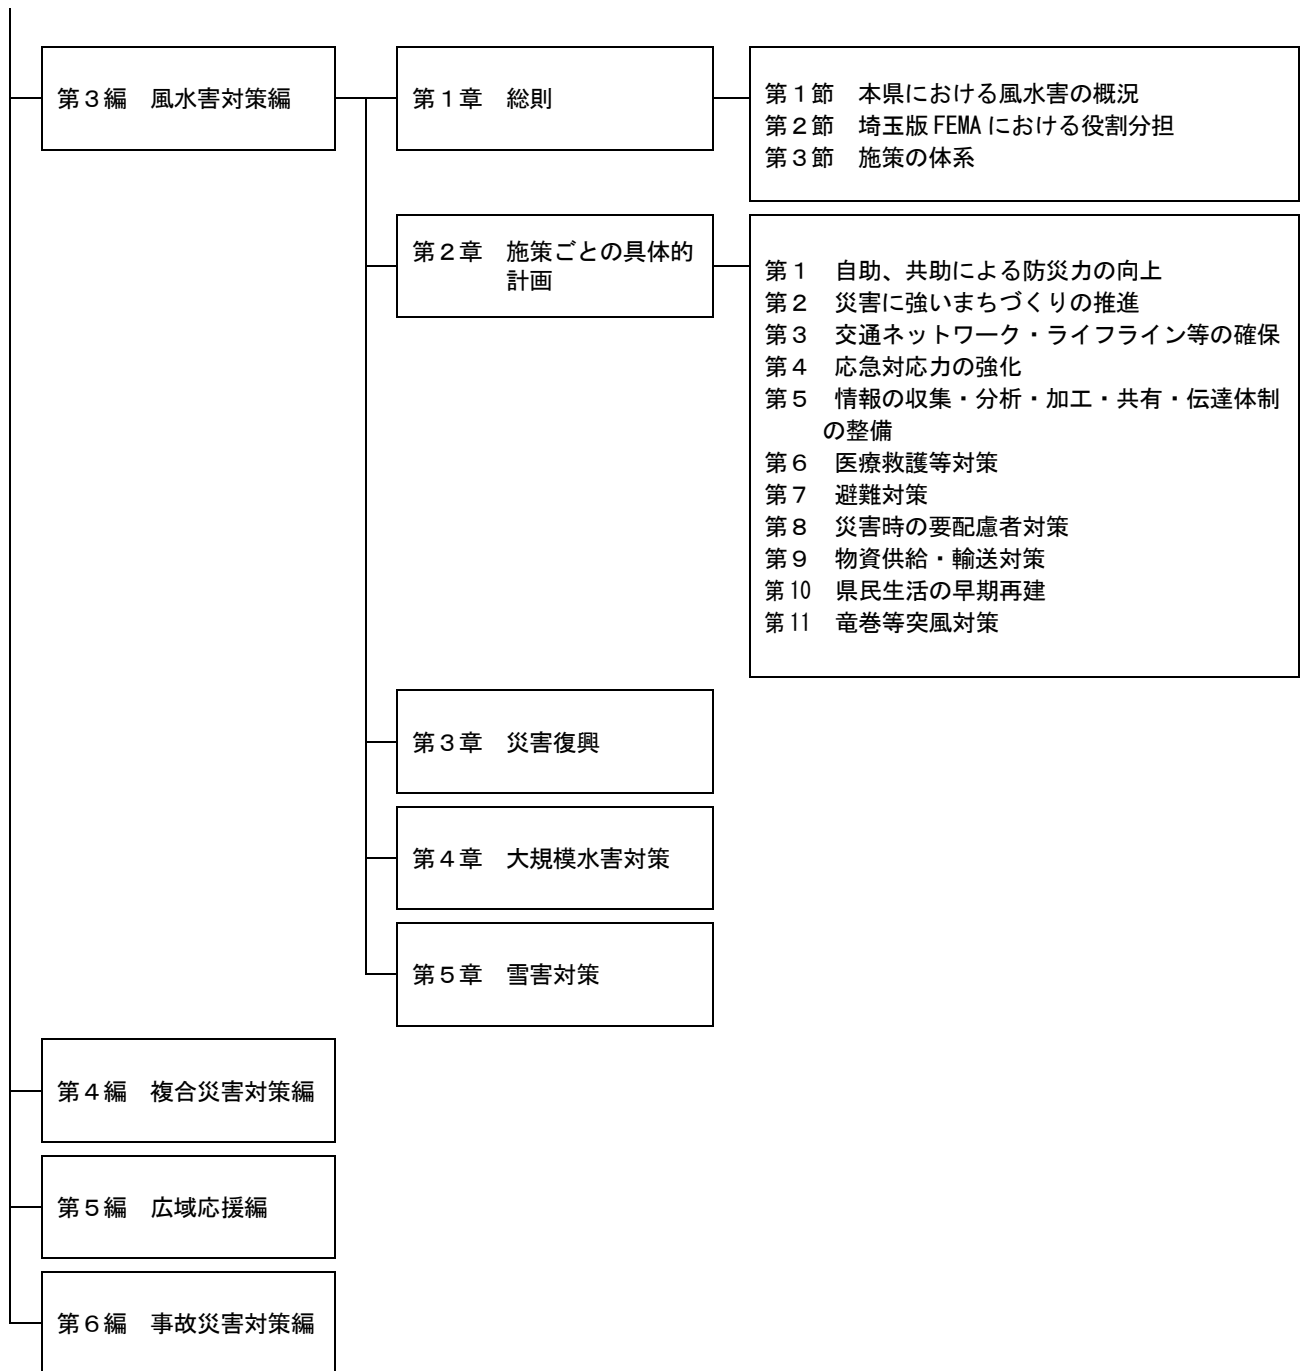 第３編　風水害対策編
第１章　総則
第１節　本県における風水害の概況
第２節　埼玉版 FEMA における役割分担
第３節　施策の体系
第２章　施策ごとの具体的
計画
第１　自助、共助による防災力の向上
第２　災害に強いまちづくりの推進
第３　交通ネットワーク・ライフライン等の確保
第４　応急対応力の強化
第５　情報の収集・分析・加工・共有・伝達体制
の整備
第６　医療救護等対策
第７　避難対策
第８　災害時の要配慮者対策
第９　物資供給・輸送対策
第10　県民生活の早期再建
第11　竜巻等突風対策
第３章　災害復興
第４章　大規模水害対策
第５章　雪害対策
第４編　複合災害対策編
第５編　広域応援編
第６編　事故災害対策編